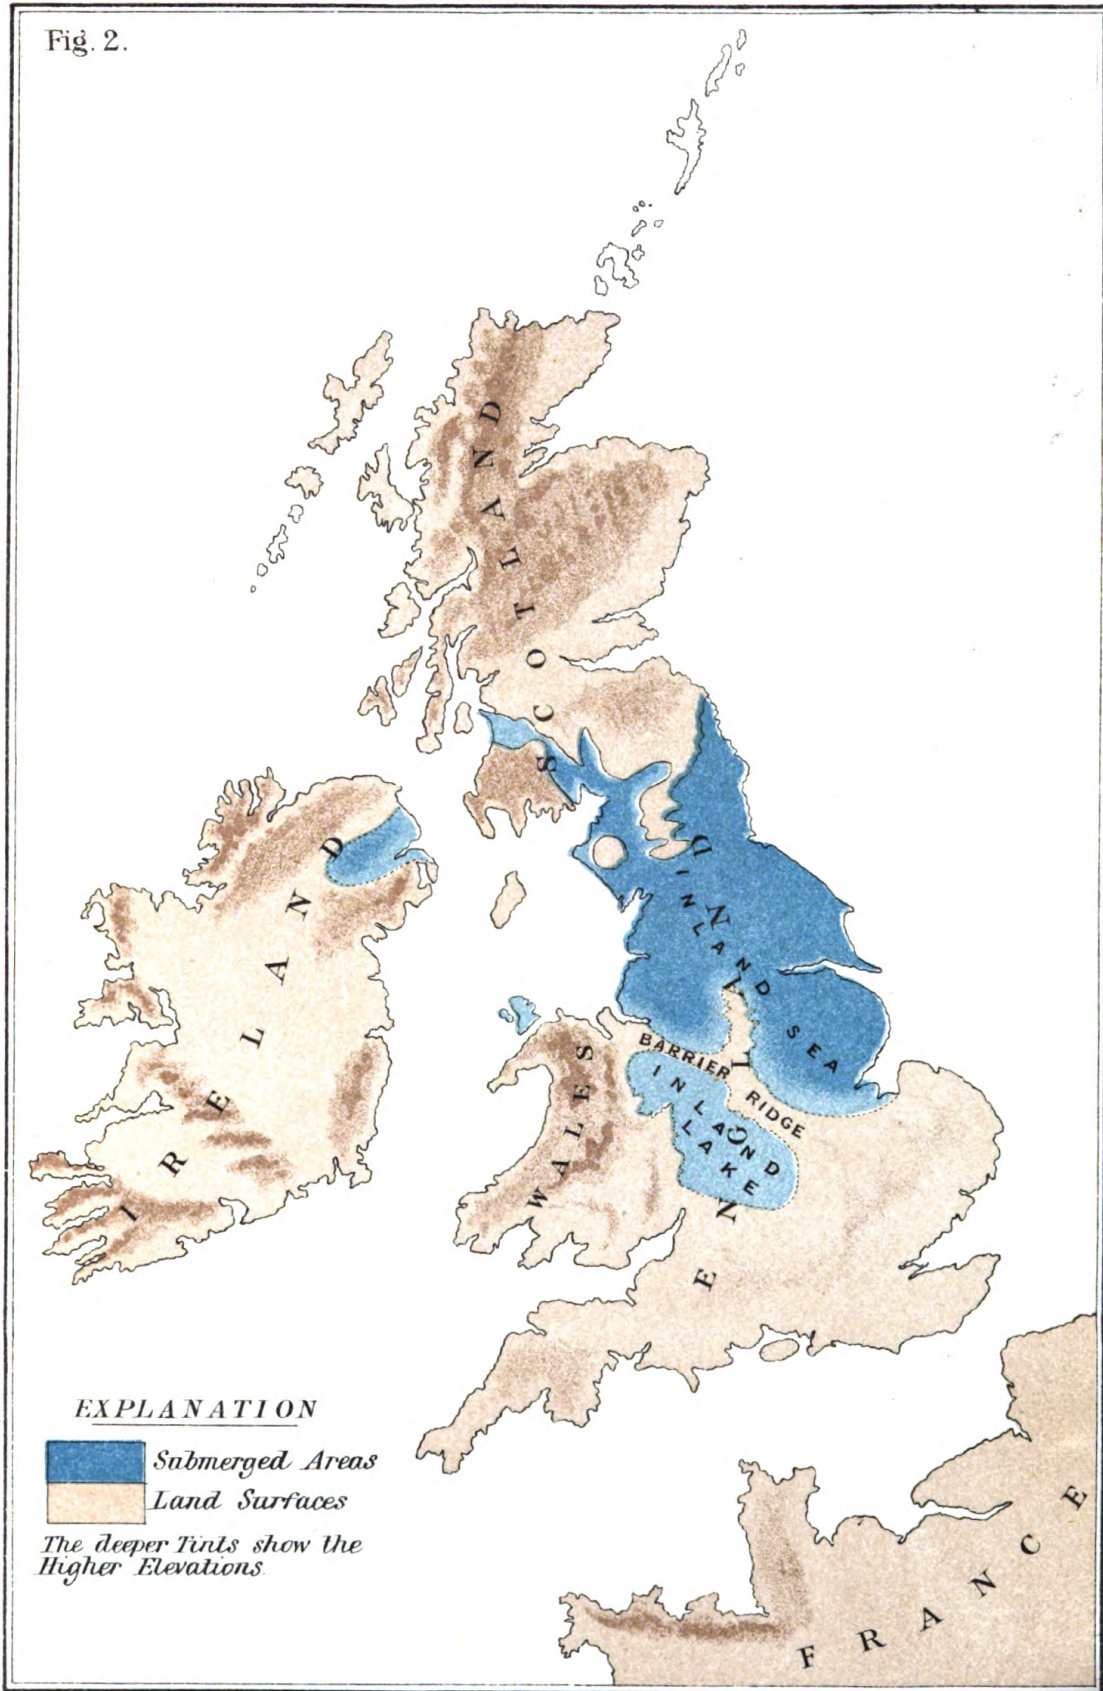 Fig. 2.
SCOTLAND
IRELAND
ENGLAND
INLAND SEA
BARRIER RIDGE
INLAND
LAKE
WALES
FRANCE
EXPLANATION
Submerged Areas
Land Surfaces
The deeper Tints show the
Higher Elevations.